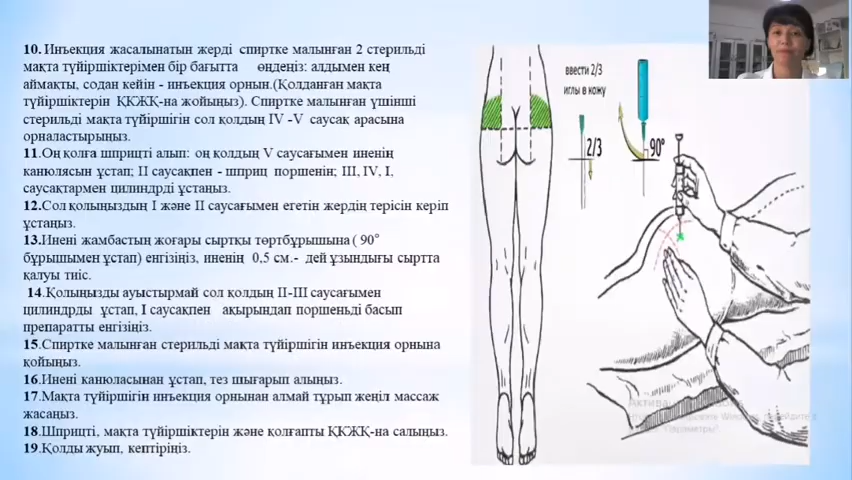 10. Инъекция жасалынатын жерді спиртке малынған 2 стерильді
мақта түйіршіктерімен бір бағытта өңдеңіз: алдымен кең
аймақты, содан кейін - инъекция орнын.(Қолданған мақта
түйіршіктерін ҚКЖҚ-на жойыңыз). Спиртке малынған үшінші
стерильді мақта түйіршігін сол қолдың IV -V саусақ арасына
орналастырыңыз.
11.Оң қолға шприцті алып: оң қолдың V саусағымен иненің
канюлясын ұстап; II саусақпен - шприц поршенін; III, IV, I,
саусақтармен цилиндрді ұстаңыз.
12.Сол қолыңыздың I және II саусағымен егетін жердің терісін керіп
ұстаңыз.
13.Инені жамбастың жоғары сыртқы төртбұрышына ( 90°
бұрышымен ұстап) енгізіңіз, иненің 0,5 см.- дей ұзындығы сыртта
қалуы тиіс.
14.Қолыңызды ауыстырмай сол қолдың II-III саусағымен
цилиндрды ұстап, I саусақпен ақырындап поршеньді басып
препаратты енгізіңіз.
15.Спиртке малынған стерильді мақта түйіршігін инъекция орнына
қойыңыз.
16.Инені канюласынан ұстап, тез шығарып алыңыз.
17.Мақта түйіршігін инъекция орнынан алмай тұрып жеңіл массаж
жасаңыз.
18.Шприцті, мақта түйіршіктерін және қолғапты ҚКЖҚ-на салыңыз.
19.Қолды жуып, кептіріңіз.
ввести 2/3
иглы в кожу
2/3
90°